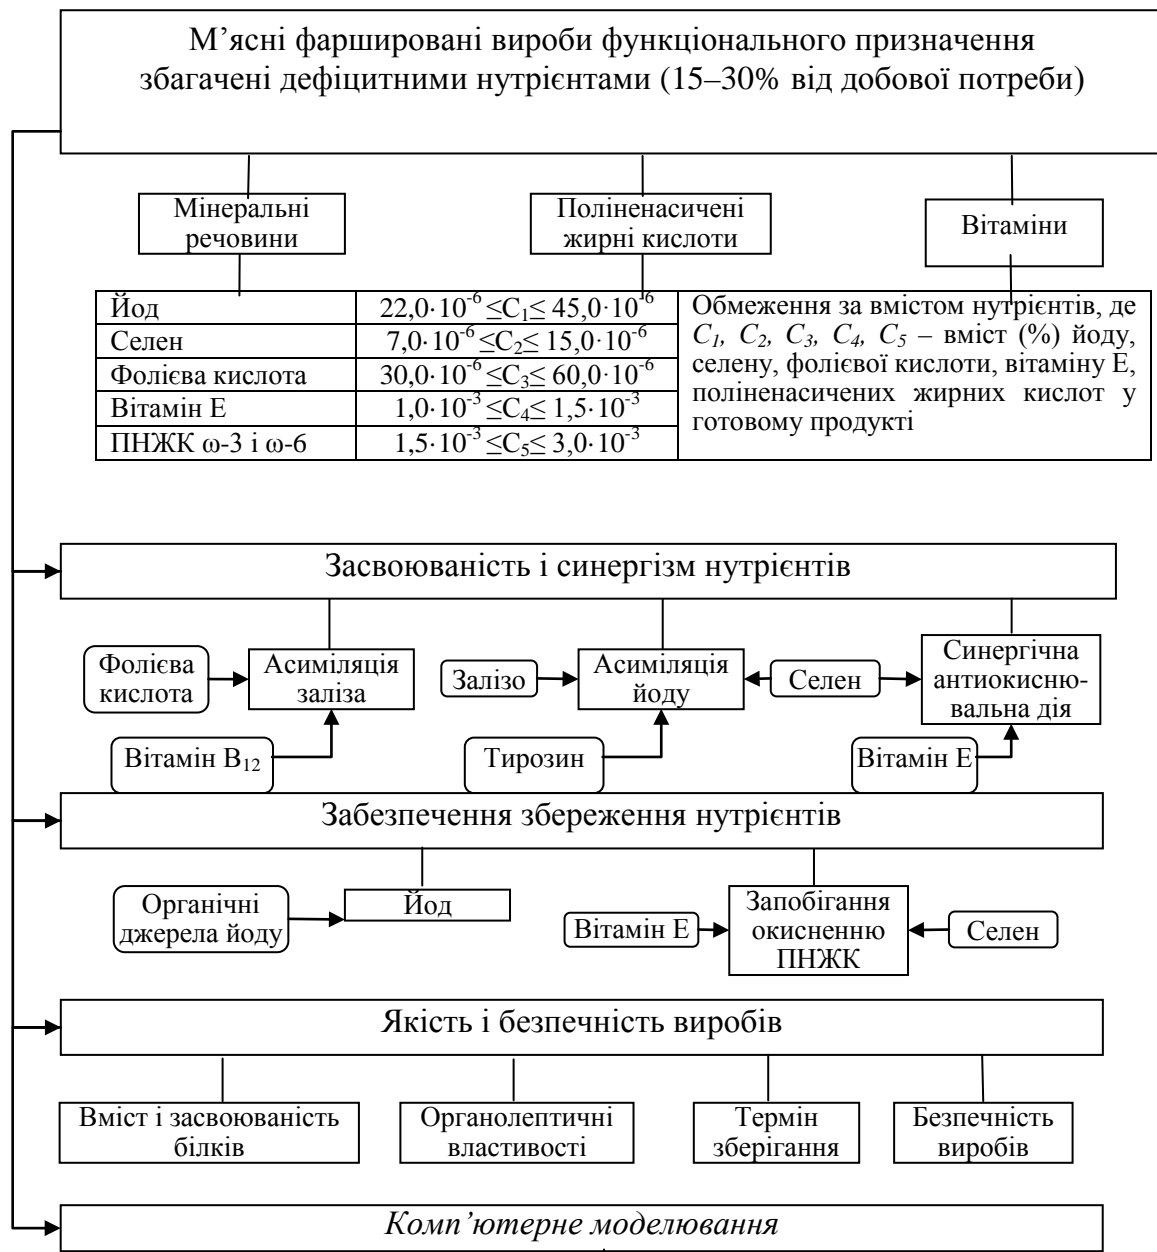 М’ясні фаршировані вироби функціонального призначення
збагачені дефіцитними нутрієнтами (15–30% від добової потреби)
Мінеральні
речовини
Поліненасичені
жирні кислоти
Вітаміни
Йод 22,0·10⁻⁶ ≤C₁≤ 45,0·10⁻⁶
Селен 7,0·10⁻⁶ ≤C₂≤ 15,0·10⁻⁶
Фолієва кислота 30,0·10⁻⁶ ≤C₃≤ 60,0·10⁻⁶
Вітамін Е 1,0·10⁻³ ≤C₄≤ 1,5·10⁻³
ПНЖК ω-3 і ω-6 1,5·10⁻³ ≤C₅≤ 3,0·10⁻³
Обмеження за вмістом нутрієнтів, де
C₁, C₂, C₃, C₄, C₅ – вміст (%) йоду,
селену, фолієвої кислоти, вітаміну Е,
поліненасичених жирних кислот у
готовому продукті
Засвоюваність і синергізм нутрієнтів
Фолієва
кислота
Асиміляція
заліза
Вітамін В₁₂
Залізо
Асиміляція
йоду
Тирозин
Селен
Синергічна
антиокисню-
вальна дія
Вітамін Е
Забезпечення збереження нутрієнтів
Органічні
джерела йоду
Йод
Вітамін Е
Запобігання
окисненню
ПНЖК
Селен
Якість і безпечність виробів
Вміст і засвоюваність
білків
Органолептичні
властивості
Термін
зберігання
Безпечність
виробів
Комп’ютерне моделювання